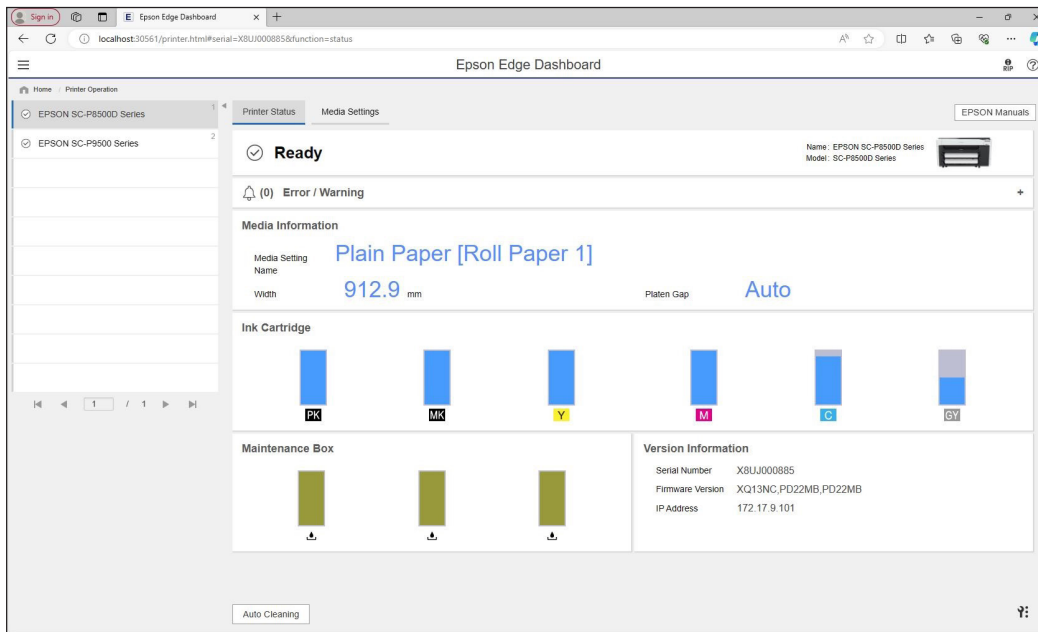 Sign in
Epson Edge Dashboard
localhost:30561/printer.html#serial=X8UJ000885&function=status
Epson Edge Dashboard
RIP
Home / Printer Operation
EPSON SC-P8500D Series 1
EPSON SC-P9500 Series 2
1 / 1
Printer Status Media Settings
EPSON Manuals
Ready
Name : EPSON SC-P8500D Series
Model : SC-P8500D Series
(0) Error / Warning
Media Information
Media Setting Name Plain Paper [Roll Paper 1]
Width 912.9 mm Platen Gap Auto
Ink Cartridge
PK MK Y M C GY
Maintenance Box
Version Information
Serial Number X8UJ000885
Firmware Version XQ13NC,PD22MB,PD22MB
IP Address 172.17.9.101
Auto Cleaning